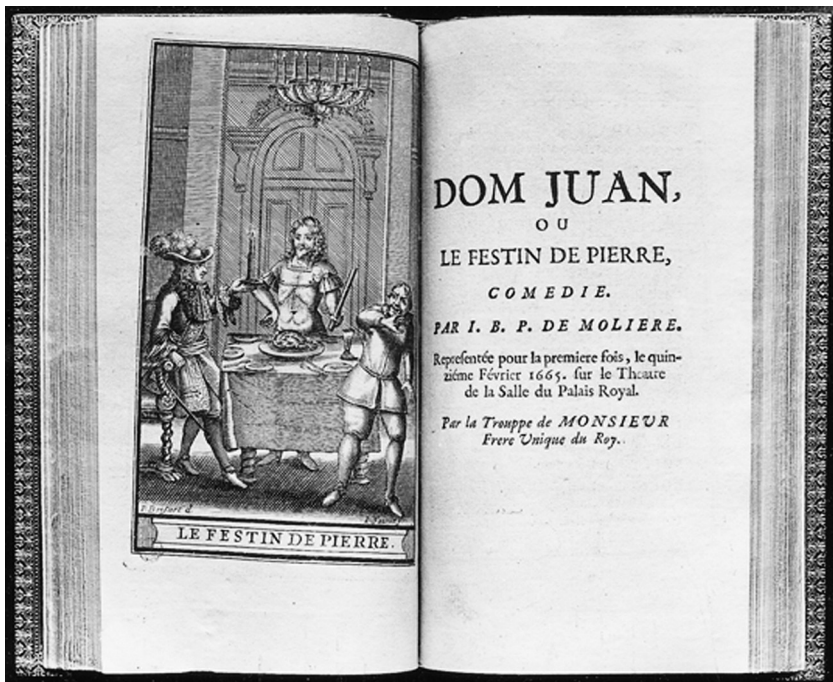 LE FESTIN DE PIERRE.
DOM JUAN,
OU
LE FESTIN DE PIERRE,
COMEDIE.
PAR I. B. P. DE MOLIERE.
Repreſentée pour la premiere fois, le quin-
ziéme Février 1665. ſur le Theatre
de la Salle du Palais Royal.
Par la Trouppe de MONSIEUR
Frere Unique du Roy.